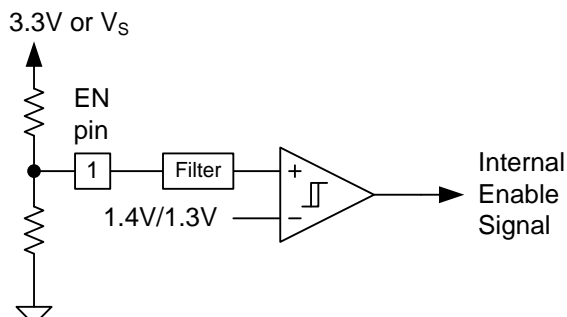 3.3V or VS
EN
pin
1
Filter
+
1.4V/1.3V
−
Internal
Enable
Signal